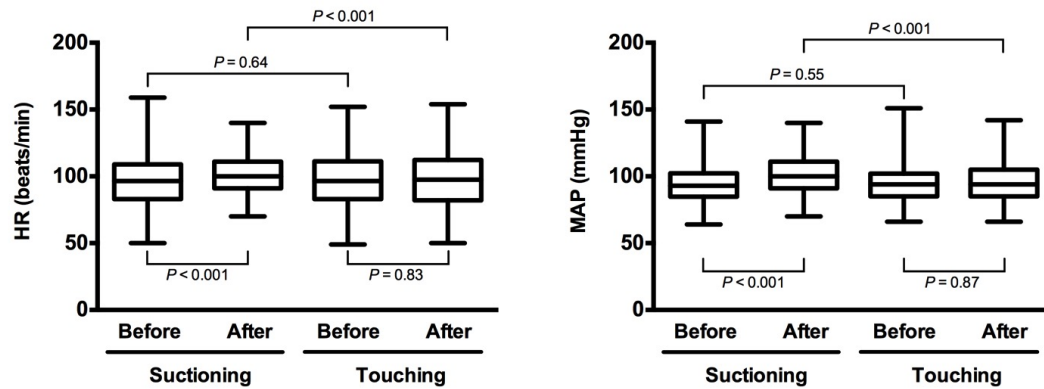 P < 0.001
200
P = 0.64
150
HR (beats/min)
100
50
P < 0.001
P = 0.83
0
Before After Before After
Suctioning Touching
P < 0.001
200
P = 0.55
150
MAP (mmHg)
100
50
P < 0.001
P = 0.87
0
Before After Before After
Suctioning Touching